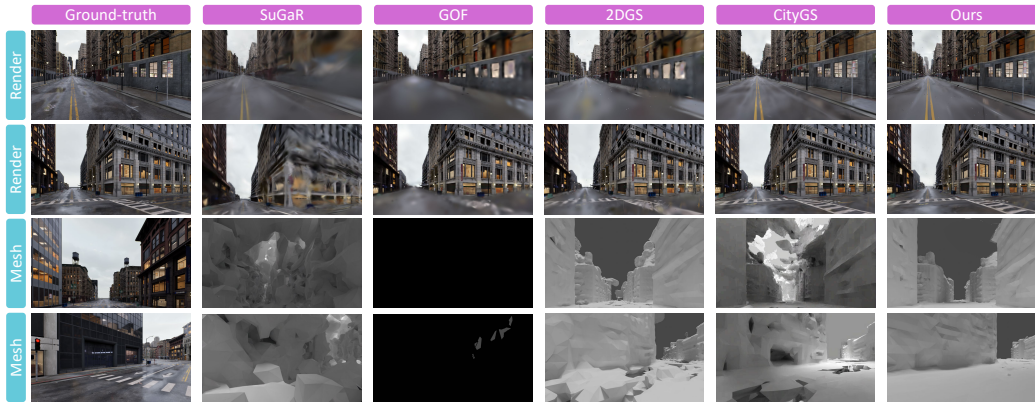 Ground-truth SuGaR GOF 2DGS CityGS Ours
Render
Render
Mesh
Mesh